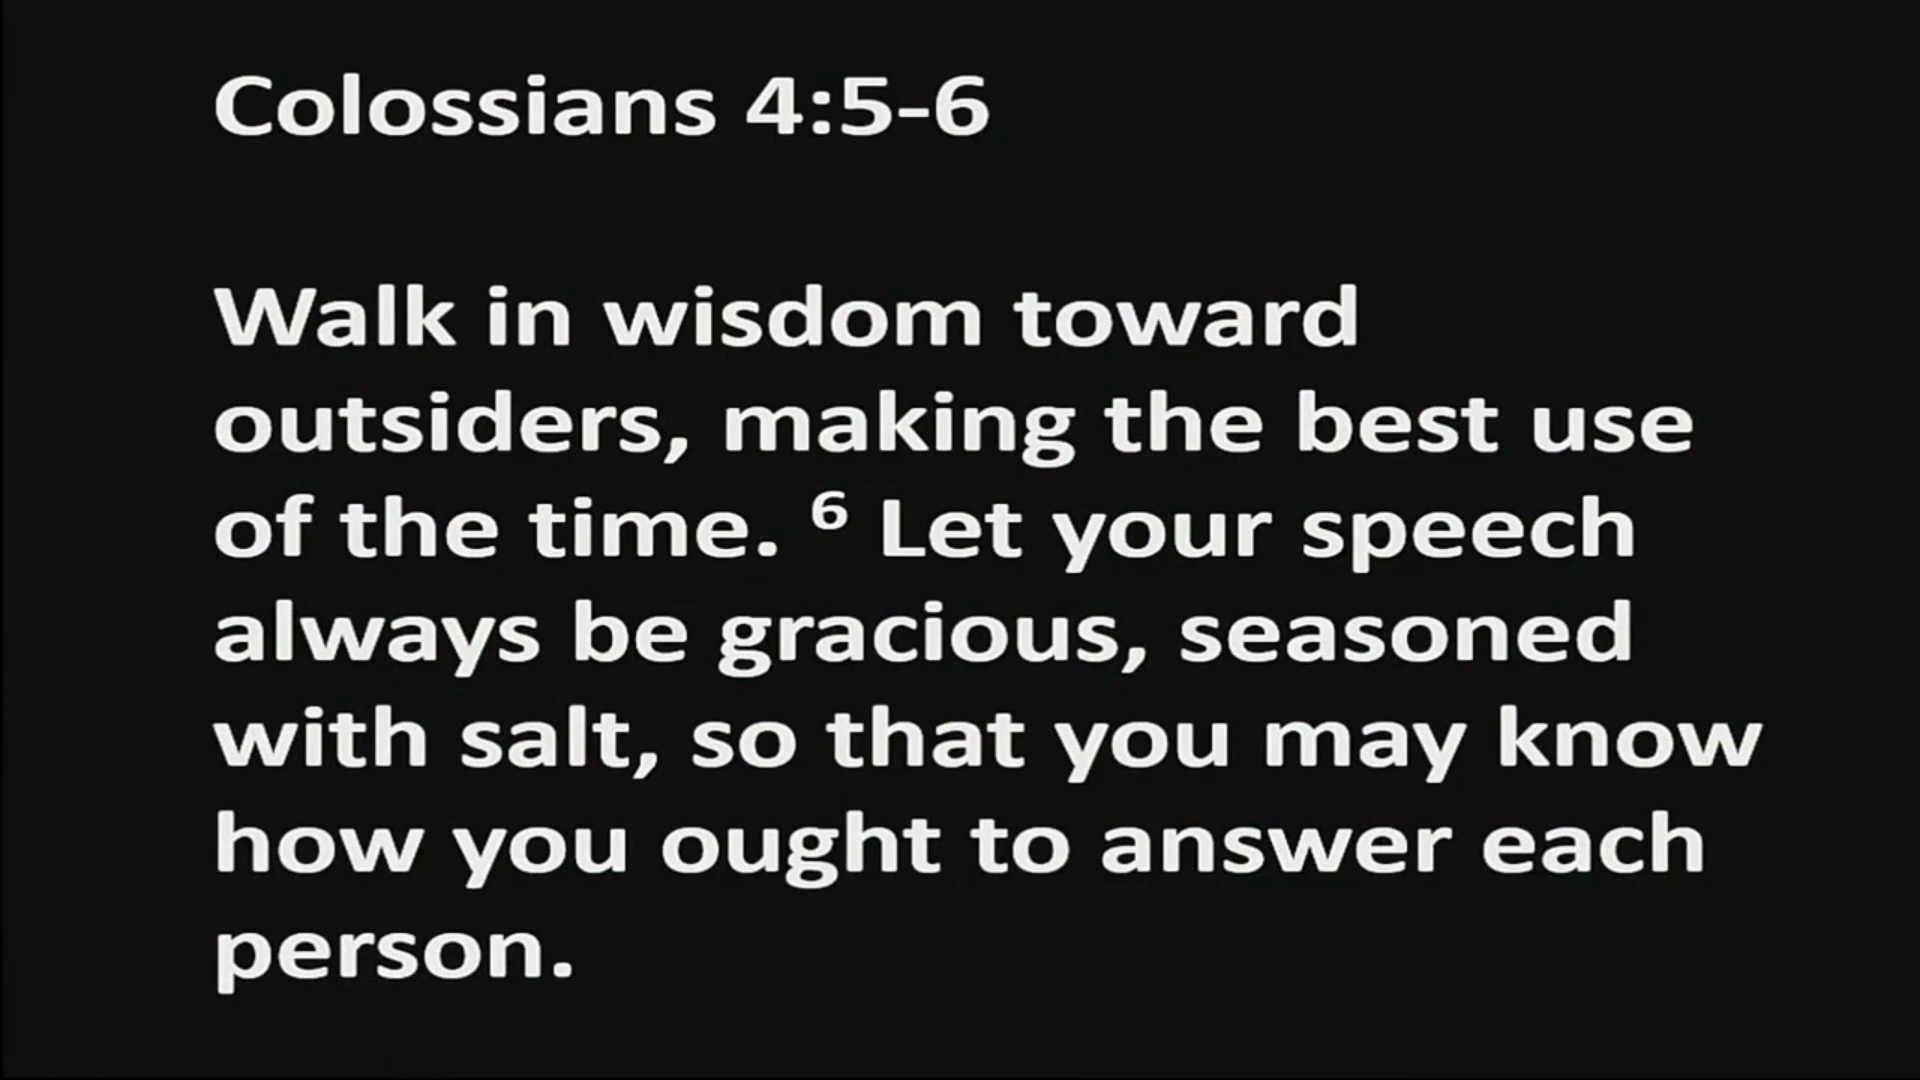 Colossians 4:5-6
Walk in wisdom toward
outsiders, making the best use
of the time. ⁶ Let your speech
always be gracious, seasoned
with salt, so that you may know
how you ought to answer each
person.